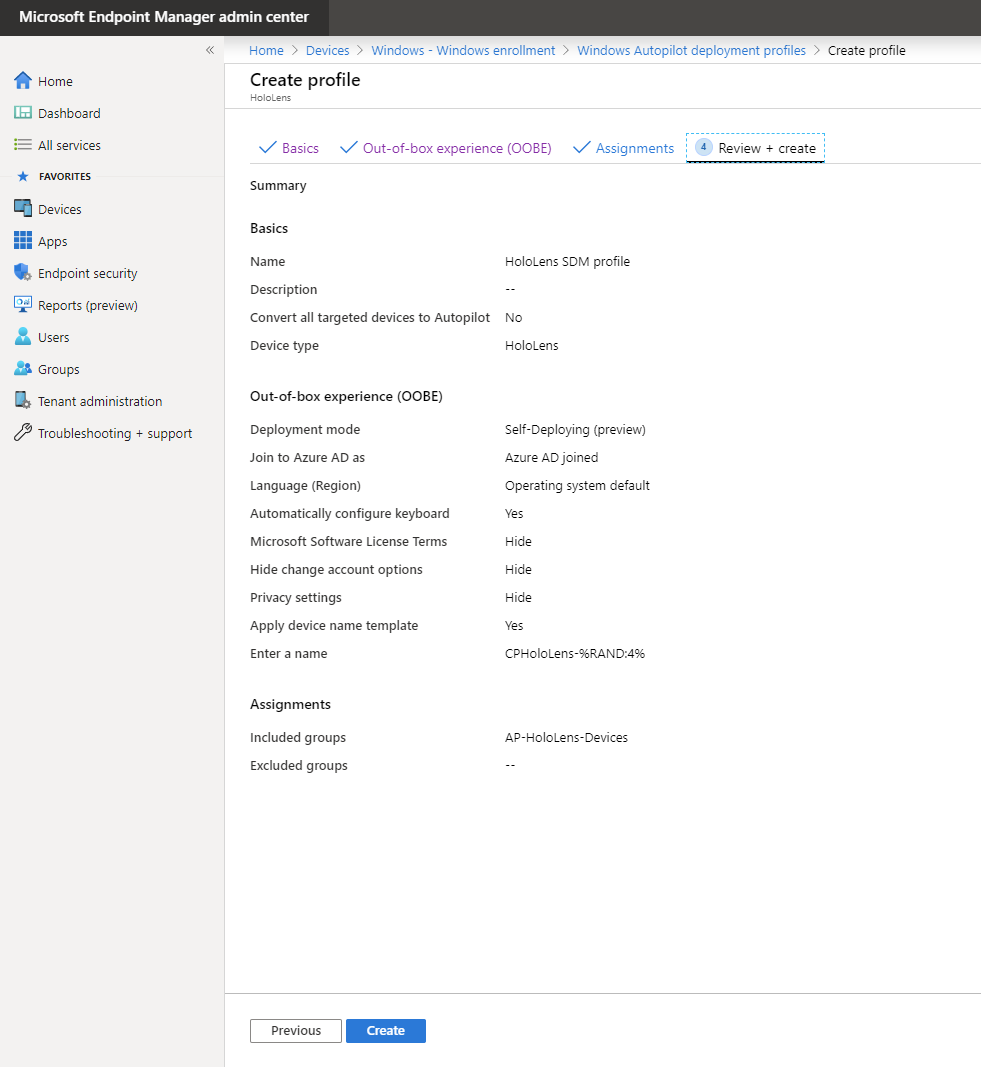 Microsoft Endpoint Manager admin center
«
Home > Devices > Windows - Windows enrollment > Windows Autopilot deployment profiles > Create profile
Home
Dashboard
All services
FAVORITES
Devices
Apps
Endpoint security
Reports (preview)
Users
Groups
Tenant administration
Troubleshooting + support
Create profile
HoloLens
Basics Out-of-box experience (OOBE) Assignments 4 Review + create
Summary
Basics
Name HoloLens SDM profile
Description --
Convert all targeted devices to Autopilot No
Device type HoloLens
Out-of-box experience (OOBE)
Deployment mode Self-Deploying (preview)
Join to Azure AD as Azure AD joined
Language (Region) Operating system default
Automatically configure keyboard Yes
Microsoft Software License Terms Hide
Hide change account options Hide
Privacy settings Hide
Apply device name template Yes
Enter a name CPHoloLens-%RAND:4%
Assignments
Included groups AP-HoloLens-Devices
Excluded groups --
Previous Create